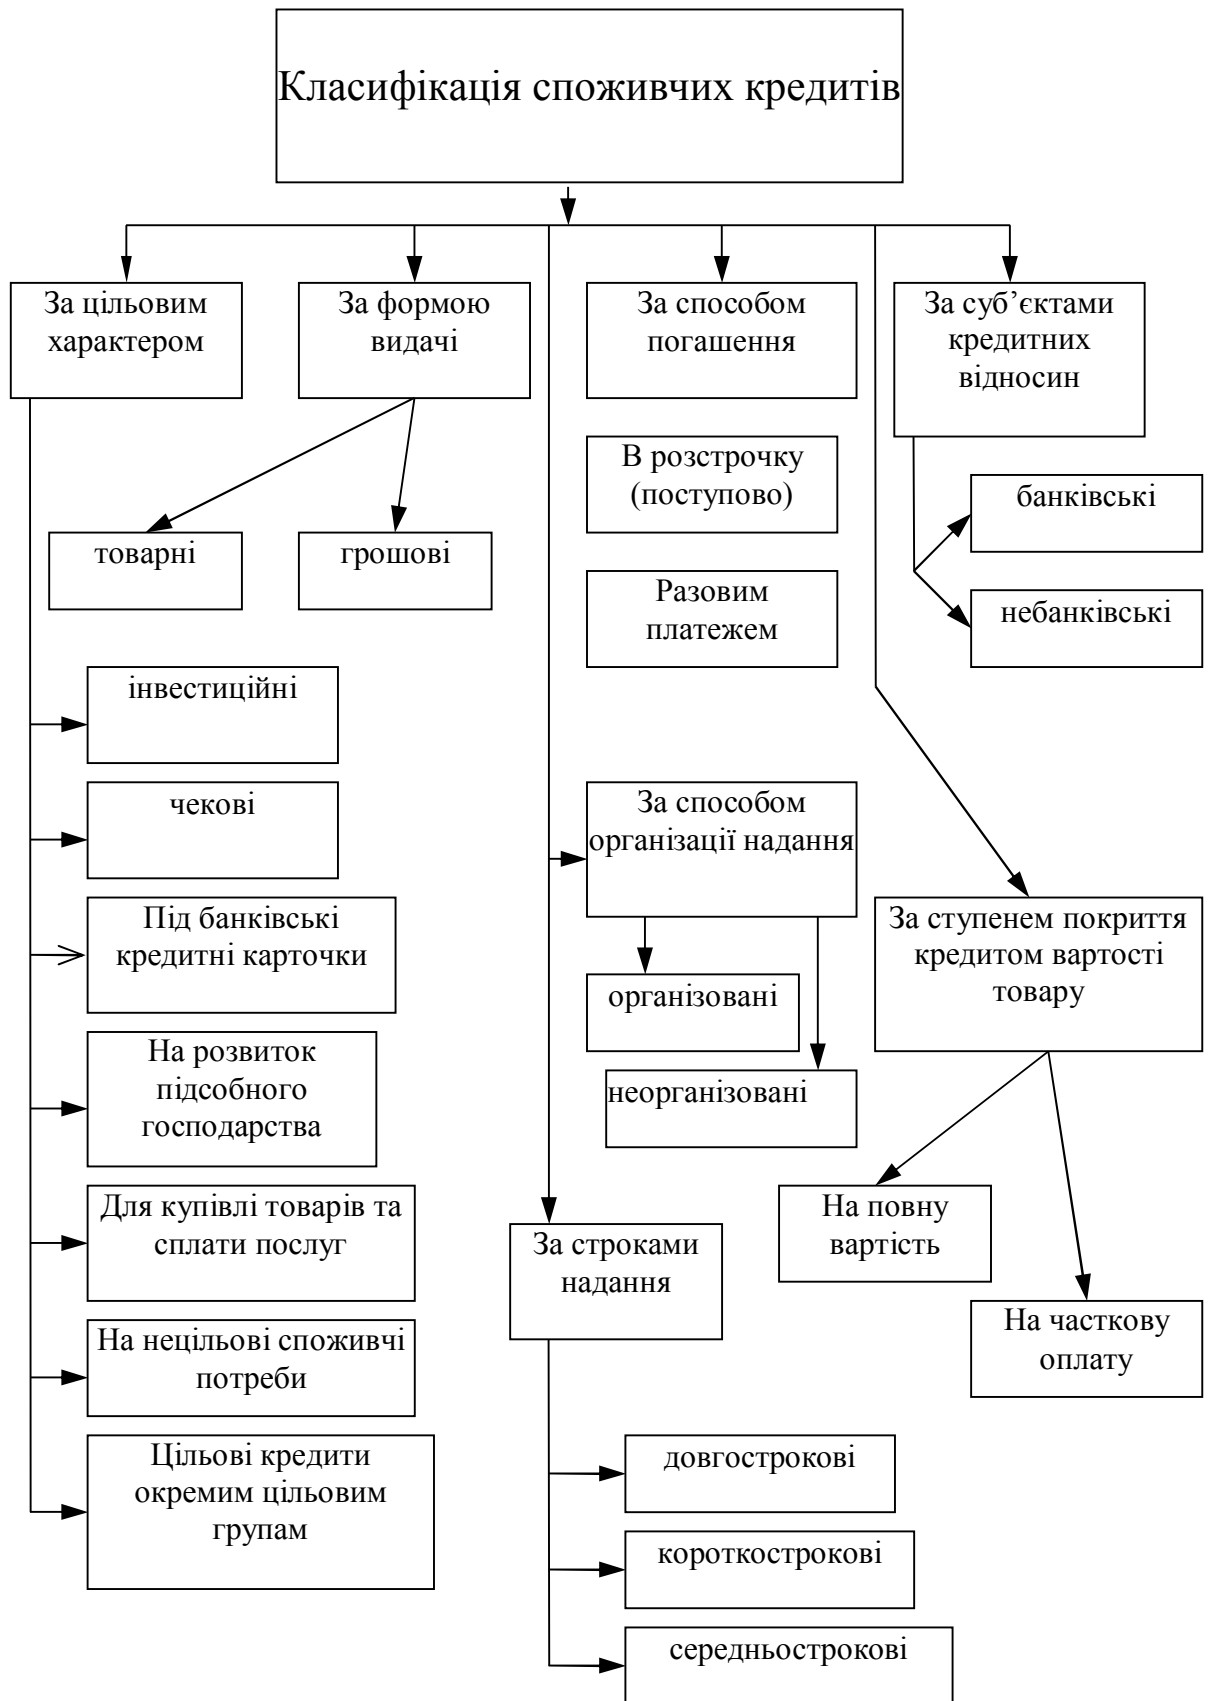 Класифікація споживчих кредитів
За цільовим
характером
За формою
видачі
За способом
погашення
За суб’єктами
кредитних
відносин
В розстрочку
(поступово)
банківські
товарні
грошові
Разовим
платежем
небанківські
інвестиційні
чекові
За способом
організації надання
Під банківські
кредитні карточки
За ступенем покриття
кредитом вартості
товару
організовані
На розвиток
підсобного
господарства
неорганізовані
Для купівлі товарів та
сплати послуг
На повну
вартість
За строками
надання
На нецільові споживчі
потреби
На часткову
оплату
Цільові кредити
окремим цільовим
групам
довгострокові
короткострокові
середньострокові